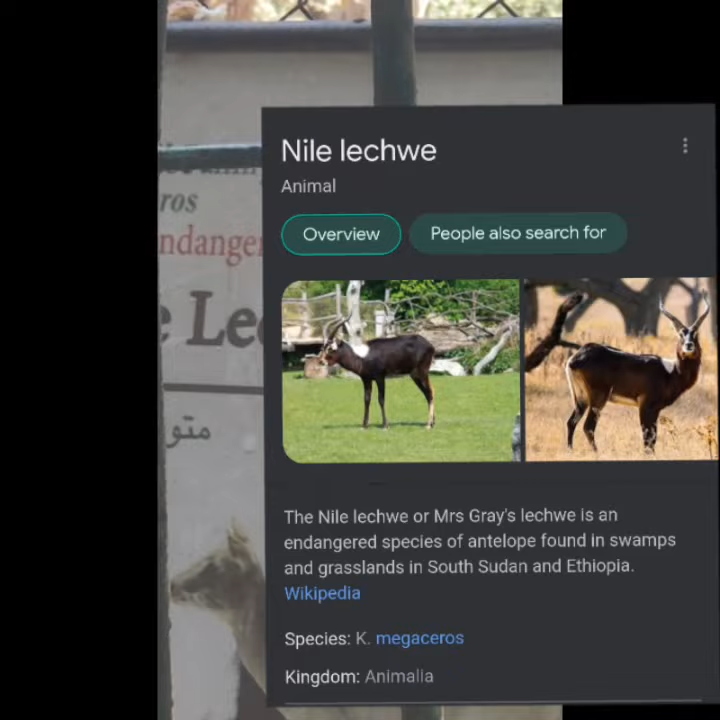 ros
ndange
e Le
متو
Nile lechwe
Animal
Overview
People also search for
The Nile lechwe or Mrs Gray's lechwe is an
endangered species of antelope found in swamps
and grasslands in South Sudan and Ethiopia.
Wikipedia
Species: K. megaceros
Kingdom: Animalia